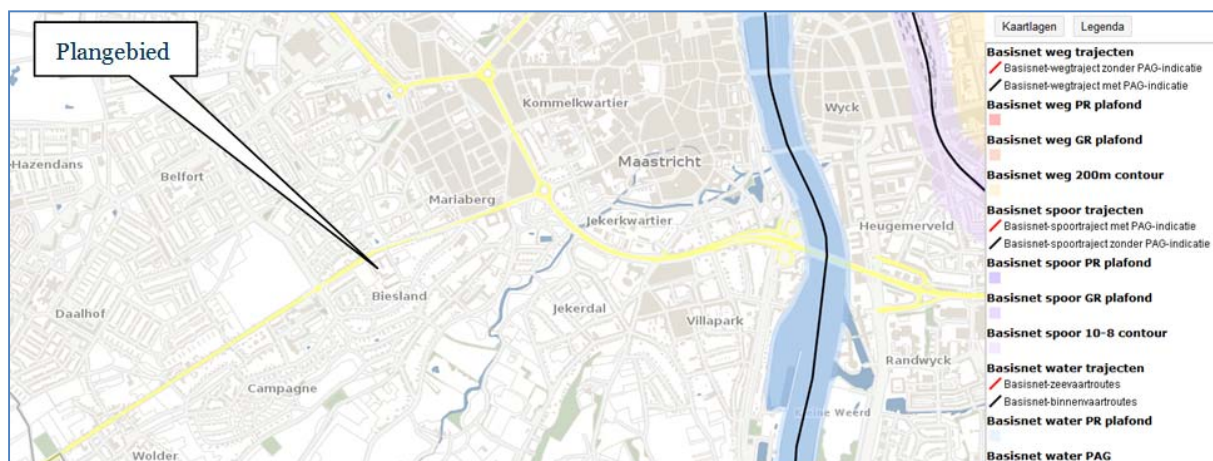 Plangebied
Kommelkwartier
Wyck
Hazendans
Belfort
Maastricht
Mariaberg
Jekerkwartier
Heugemerveld
Biesland
Daalhof
Jekerdal
Villapark
Randwyck
Campagne
Kleine Weerd
Wolder
Kaartlagen Legenda
Basisnet weg trajecten
Basisnet-wegtraject zonder PAG-indicatie
Basisnet-wegtraject met PAG-indicatie
Basisnet weg PR plafond
Basisnet weg GR plafond
Basisnet weg 200m contour
Basisnet spoor trajecten
Basisnet-spoortraject met PAG-indicatie
Basisnet-spoortraject zonder PAG-indicatie
Basisnet spoor PR plafond
Basisnet spoor GR plafond
Basisnet spoor 10-8 contour
Basisnet water trajecten
Basisnet-zeevaartroutes
Basisnet-binnenvaartroutes
Basisnet water PR plafond
Basisnet water PAG